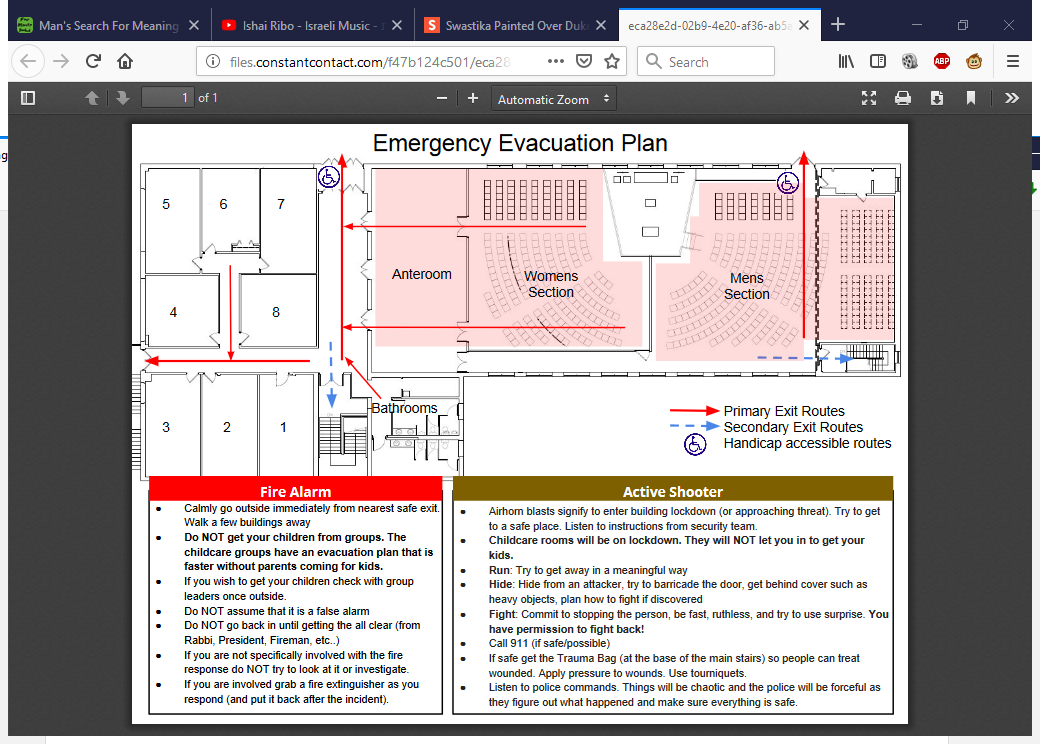 Man's Search For Meaning
Ishai Ribo - Israeli Music -
S
Swastika Painted Over Duk
eca28e2d-02b9-4e20-af36-ab5a
files.constantcontact.com/f47b124c501/eca28
Search
ABP
1 of 1
Automatic Zoom
Emergency Evacuation Plan
5
6
7
4
8
Anteroom
Womens
Section
Mens
Section
3
2
1
Bathrooms
Primary Exit Routes
Secondary Exit Routes
Handicap accessible routes
Fire Alarm
• Calmly go outside immediately from nearest safe exit.
Walk a few buildings away
• Do NOT get your children from groups. The
childcare groups have an evacuation plan that is
faster without parents coming for kids.
• If you wish to get your children check with group
leaders once outside.
• Do NOT assume that it is a false alarm
• Do NOT go back in until getting the all clear (from
Rabbi, President, Fireman, etc..)
• If you are not specifically involved with the fire
response do NOT try to look at it or investigate.
• If you are involved grab a fire extinguisher as you
respond (and put it back after the incident).
Active Shooter
• Airhorn blasts signify to enter building lockdown (or approaching threat). Try to get
to a safe place. Listen to instructions from security team.
• Childcare rooms will be on lockdown. They will NOT let you in to get your
kids.
• Run: Try to get away in a meaningful way
• Hide: Hide from an attacker, try to barricade the door, get behind cover such as
heavy objects, plan how to fight if discovered
• Fight: Commit to stopping the person, be fast, ruthless, and try to use surprise. You
have permission to fight back!
• Call 911 (if safe/possible)
• If safe get the Trauma Bag (at the base of the main stairs) so people can treat
wounded. Apply pressure to wounds. Use tourniquets.
• Listen to police commands. Things will be chaotic and the police will be forceful as
they figure out what happened and make sure everything is safe.